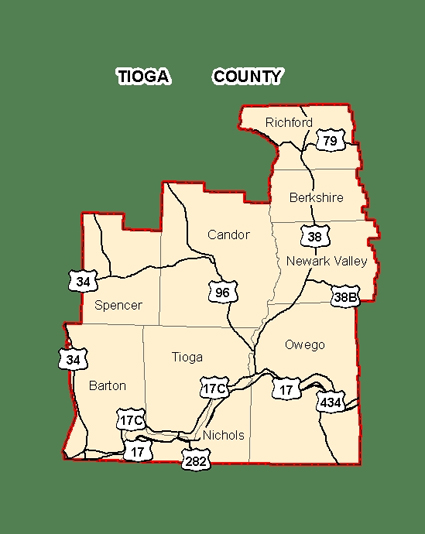 TIOGA COUNTY
Richford
79
Berkshire
Candor
38
Newark Valley
34
96
38B
Spencer
Owego
34
Tioga
Barton
17C
17
434
17C
Nichols
17
282